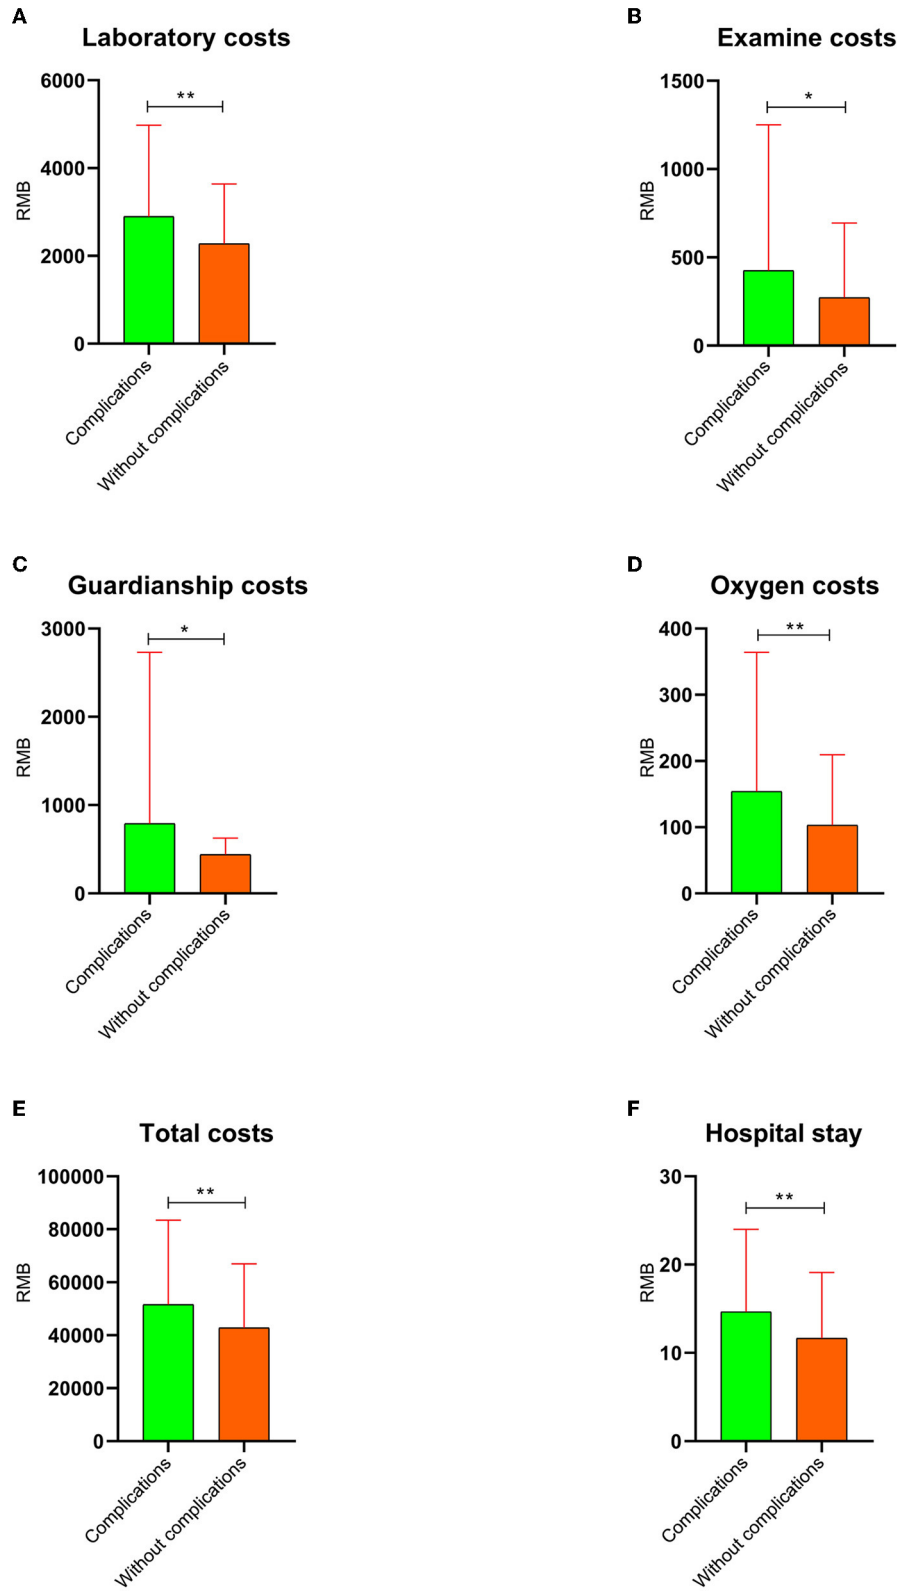 A
Laboratory costs
6000
4000
2000
0
RMB
**
Complications
Without complications
B
Examine costs
1500
1000
500
0
RMB
*
Complications
Without complications
C
Guardianship costs
3000
2000
1000
0
RMB
*
Complications
Without complications
D
Oxygen costs
400
300
200
100
0
RMB
**
Complications
Without complications
E
Total costs
100000
80000
60000
40000
20000
0
RMB
**
Complications
Without complications
F
Hospital stay
30
20
10
0
RMB
**
Complications
Without complications